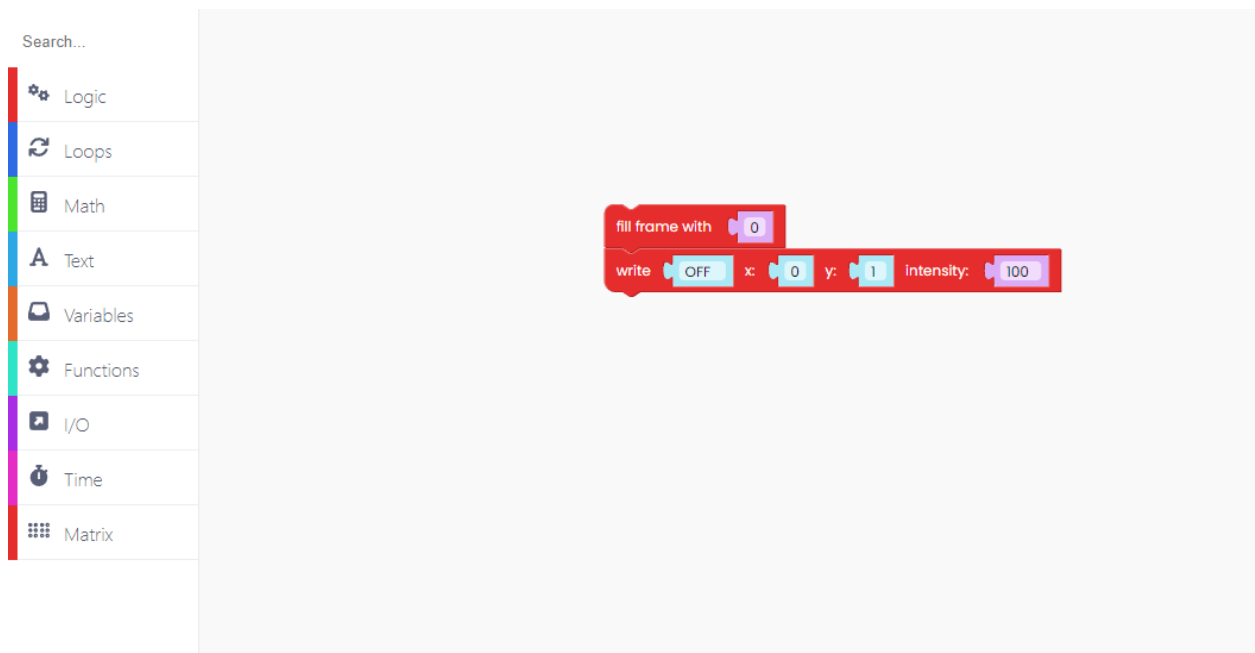 Search...
Logic
Loops
Math
Text
Variables
Functions
I/O
Time
Matrix
fill frame with 0
write OFF x: 0 y: 1 intensity: 100